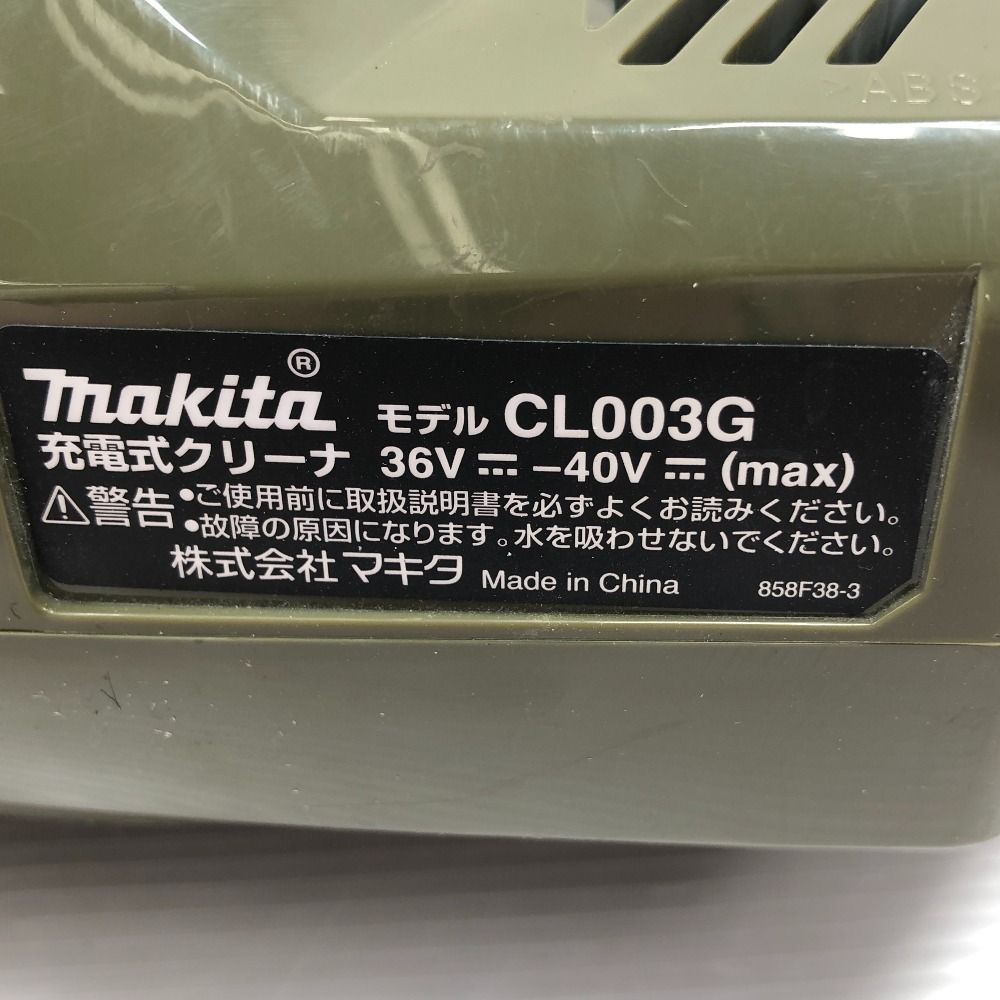 >ABS
makita® モデル CL003G
充電式クリーナ 36V ⎓ –40V ⎓ (max)
⚠警告 •ご使用前に取扱説明書を必ずよくお読みください。
•故障の原因になります。水を吸わせないでください。
株式会社 マキタ Made in China 858F38-3